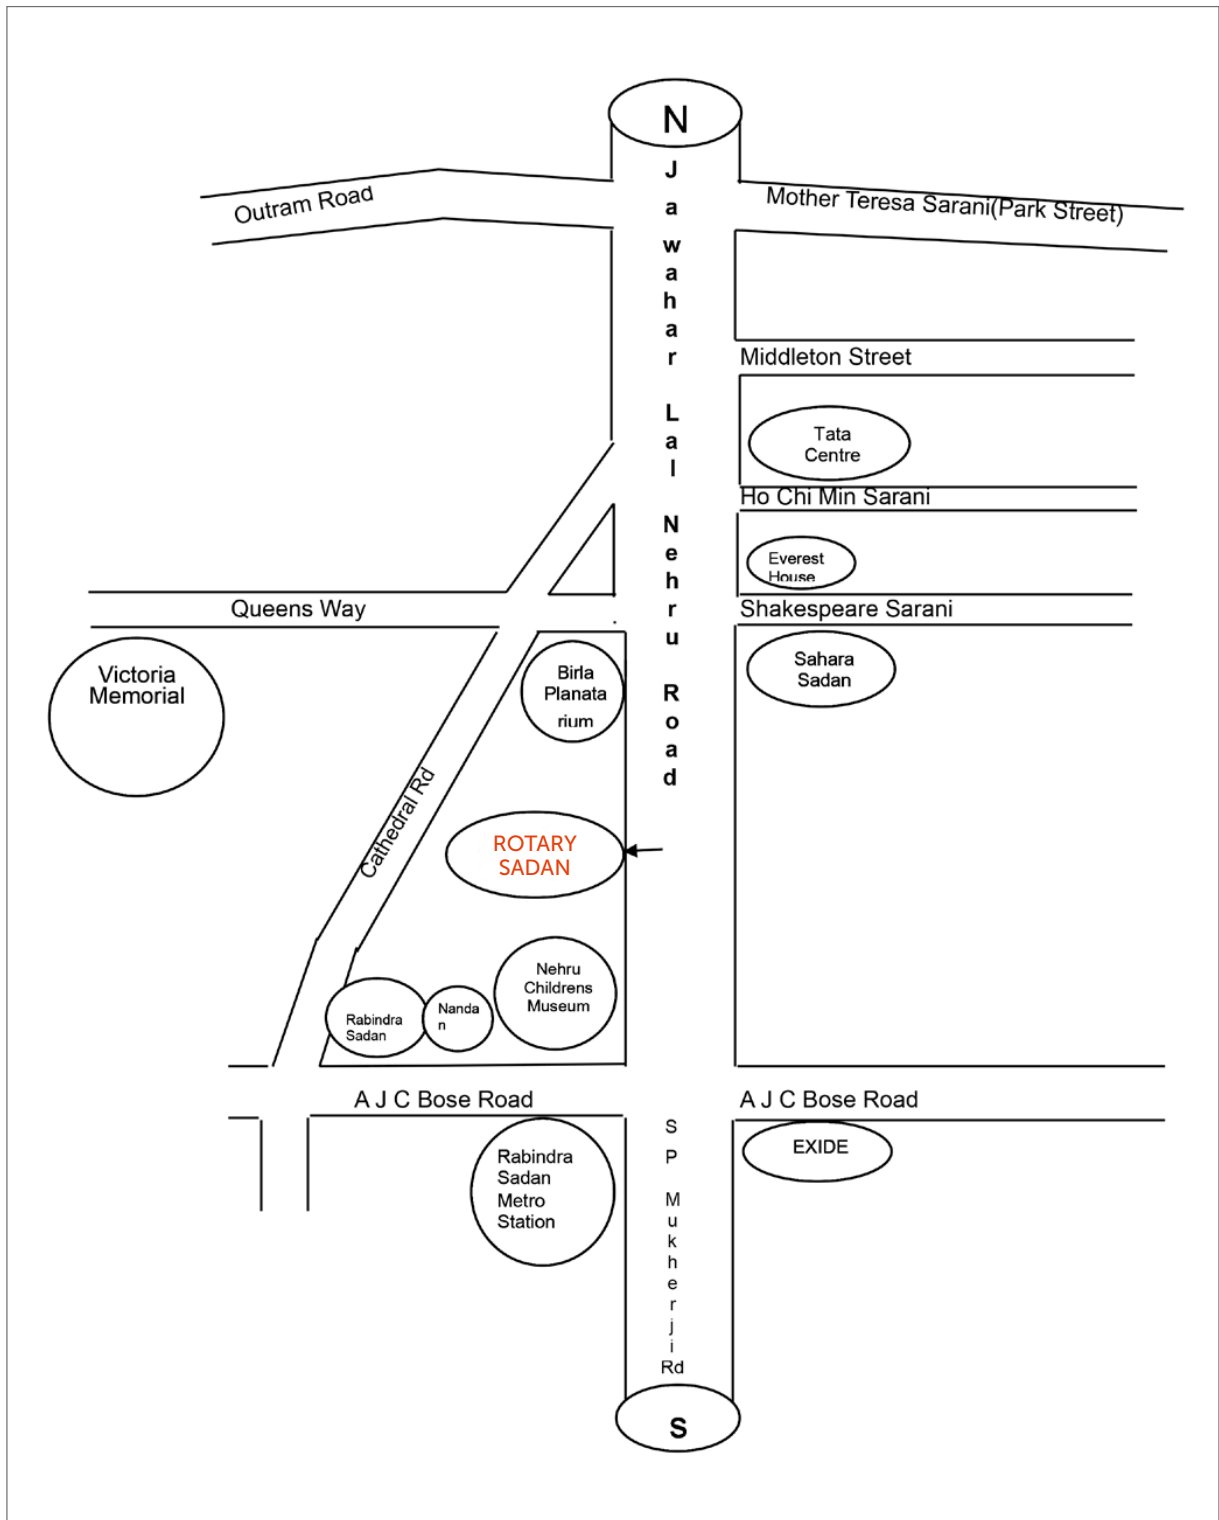 N
Jawahar Lal Nehru Road
Outram Road
Mother Teresa Sarani(Park Street)
Middleton Street
Tata
Centre
Ho Chi Min Sarani
Everest
House
Queens Way
Shakespeare Sarani
Victoria
Memorial
Birla
Planata
rium
Sahara
Sadan
Cathedral Rd
ROTARY
SADAN
Nehru
Childrens
Museum
Rabindra
Sadan
Nanda
n
A J C Bose Road
A J C Bose Road
S P Mukherji Rd
Rabindra
Sadan
Metro
Station
EXIDE
S